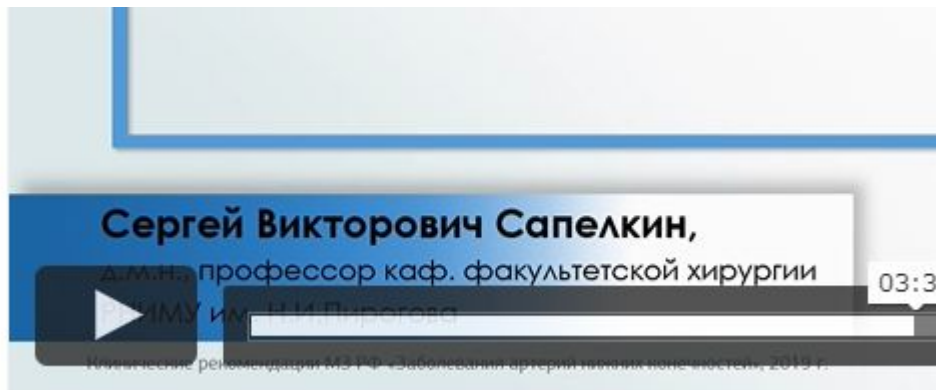 Сергей Викторович Сапелкин,
д.м.н., профессор каф. факультетской хирургии
РНИМУ им. Н.И.Пирогова
03:3
Клинические рекомендации МЗ РФ «Заболевания артерий нижних конечностей», 2019 г.